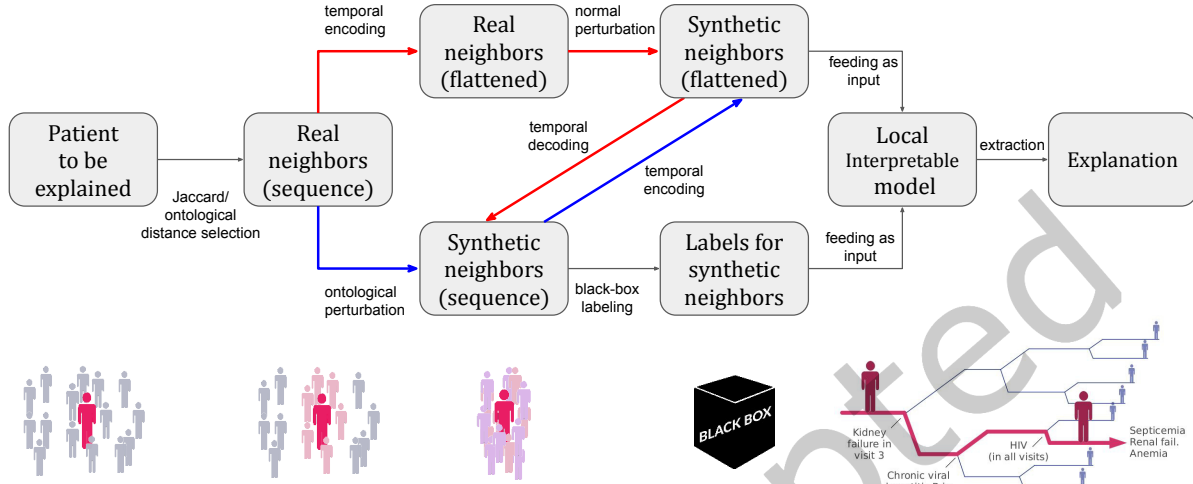 temporal
encoding
Real
neighbors
(flattened)
normal
perturbation
Synthetic
neighbors
(flattened)
feeding as
input
Patient
to be
explained
Jaccard/
ontological
distance selection
Real
neighbors
(sequence)
temporal
decoding
temporal
encoding
Local
Interpretable
model
extraction
Explanation
ontological
perturbation
Synthetic
neighbors
(sequence)
black-box
labeling
Labels for
synthetic
neighbors
feeding as
input
BLACK BOX
Kidney
failure in
visit 3
Chronic viral
HIV
(in all visits)
Septicemia
Renal fail.
Anemia
pted